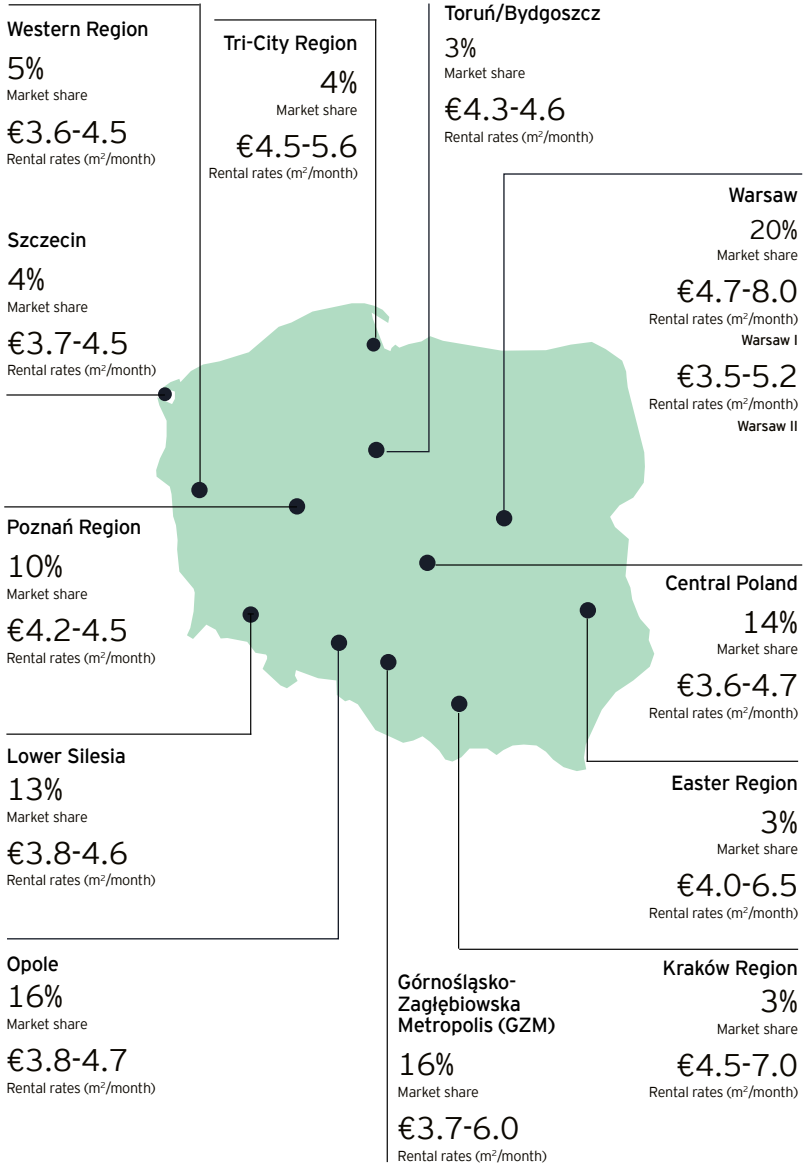 Western Region
5%
Market share
€3.6-4.5
Rental rates (m²/month)
Tri-City Region
4%
Market share
€4.5-5.6
Rental rates (m²/month)
Toruń/Bydgoszcz
3%
Market share
€4.3-4.6
Rental rates (m²/month)
Warsaw
20%
Market share
€4.7-8.0
Rental rates (m²/month)
Warsaw I
€3.5-5.2
Rental rates (m²/month)
Warsaw II
Szczecin
4%
Market share
€3.7-4.5
Rental rates (m²/month)
Poznań Region
10%
Market share
€4.2-4.5
Rental rates (m²/month)
Central Poland
14%
Market share
€3.6-4.7
Rental rates (m²/month)
Lower Silesia
13%
Market share
€3.8-4.6
Rental rates (m²/month)
Easter Region
3%
Market share
€4.0-6.5
Rental rates (m²/month)
Opole
16%
Market share
€3.8-4.7
Rental rates (m²/month)
Górnośląsko-
Zagłębiowska
Metropolis (GZM)
16%
Market share
€3.7-6.0
Rental rates (m²/month)
Kraków Region
3%
Market share
€4.5-7.0
Rental rates (m²/month)